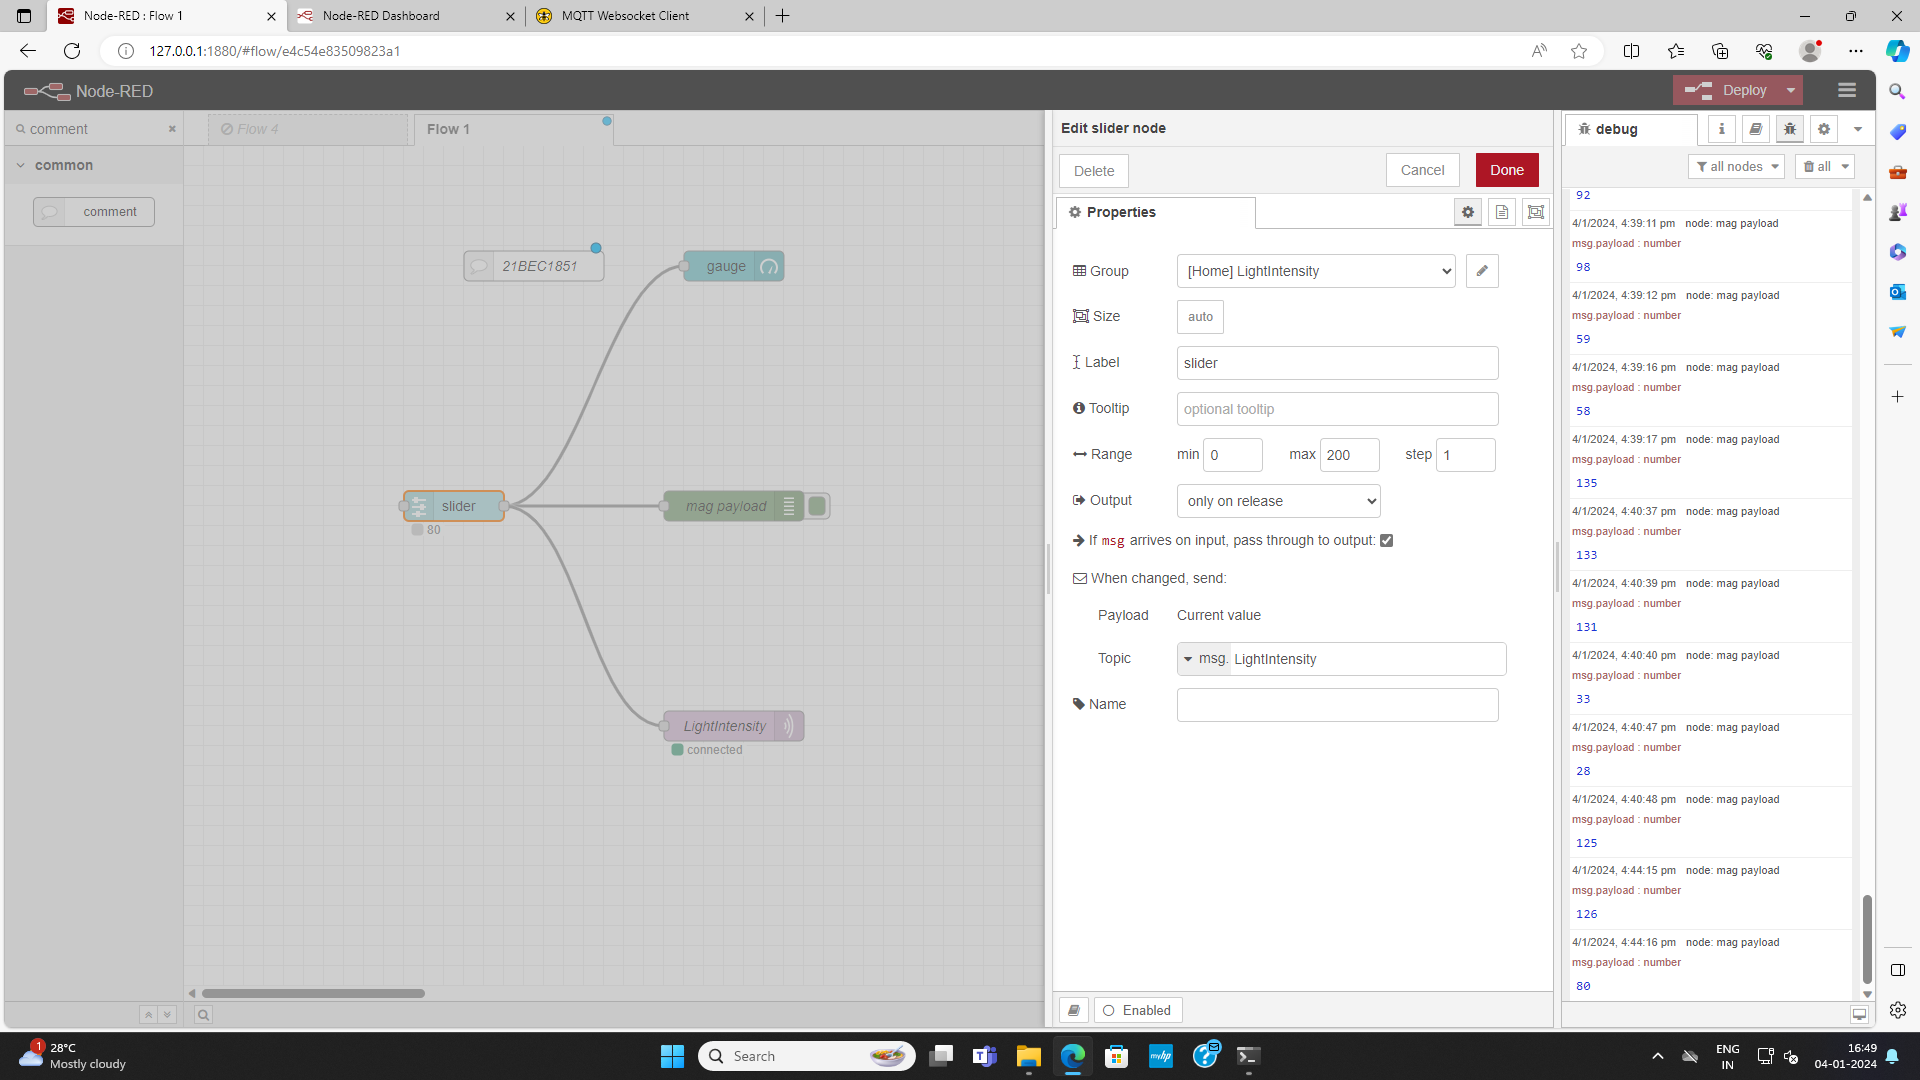 Node-RED : Flow 1
Node-RED Dashboard
MQTT Websocket Client
127.0.0.1:1880/#flow/e4c54e83509823a1
Node-RED
Deploy
comment
common
comment
Flow 4
Flow 1
21BEC1851
gauge
slider
80
mag payload
LightIntensity
connected
Edit slider node
Delete
Cancel
Done
Properties
Group
[Home] LightIntensity
Size
auto
Label
slider
Tooltip
optional tooltip
Range
min 0
max 200
step 1
Output
only on release
If msg arrives on input, pass through to output:
When changed, send:
Payload
Current value
Topic
msg. LightIntensity
Name
Enabled
debug
all nodes
all
92
4/1/2024, 4:39:11 pm node: mag payload
msg.payload : number
98
4/1/2024, 4:39:12 pm node: mag payload
msg.payload : number
59
4/1/2024, 4:39:16 pm node: mag payload
msg.payload : number
58
4/1/2024, 4:39:17 pm node: mag payload
msg.payload : number
135
4/1/2024, 4:40:37 pm node: mag payload
msg.payload : number
133
4/1/2024, 4:40:39 pm node: mag payload
msg.payload : number
131
4/1/2024, 4:40:40 pm node: mag payload
msg.payload : number
33
4/1/2024, 4:40:47 pm node: mag payload
msg.payload : number
28
4/1/2024, 4:40:48 pm node: mag payload
msg.payload : number
125
4/1/2024, 4:44:15 pm node: mag payload
msg.payload : number
126
4/1/2024, 4:44:16 pm node: mag payload
msg.payload : number
80
1
28°C
Mostly cloudy
Search
myhp
ENG
IN
16:49
04-01-2024